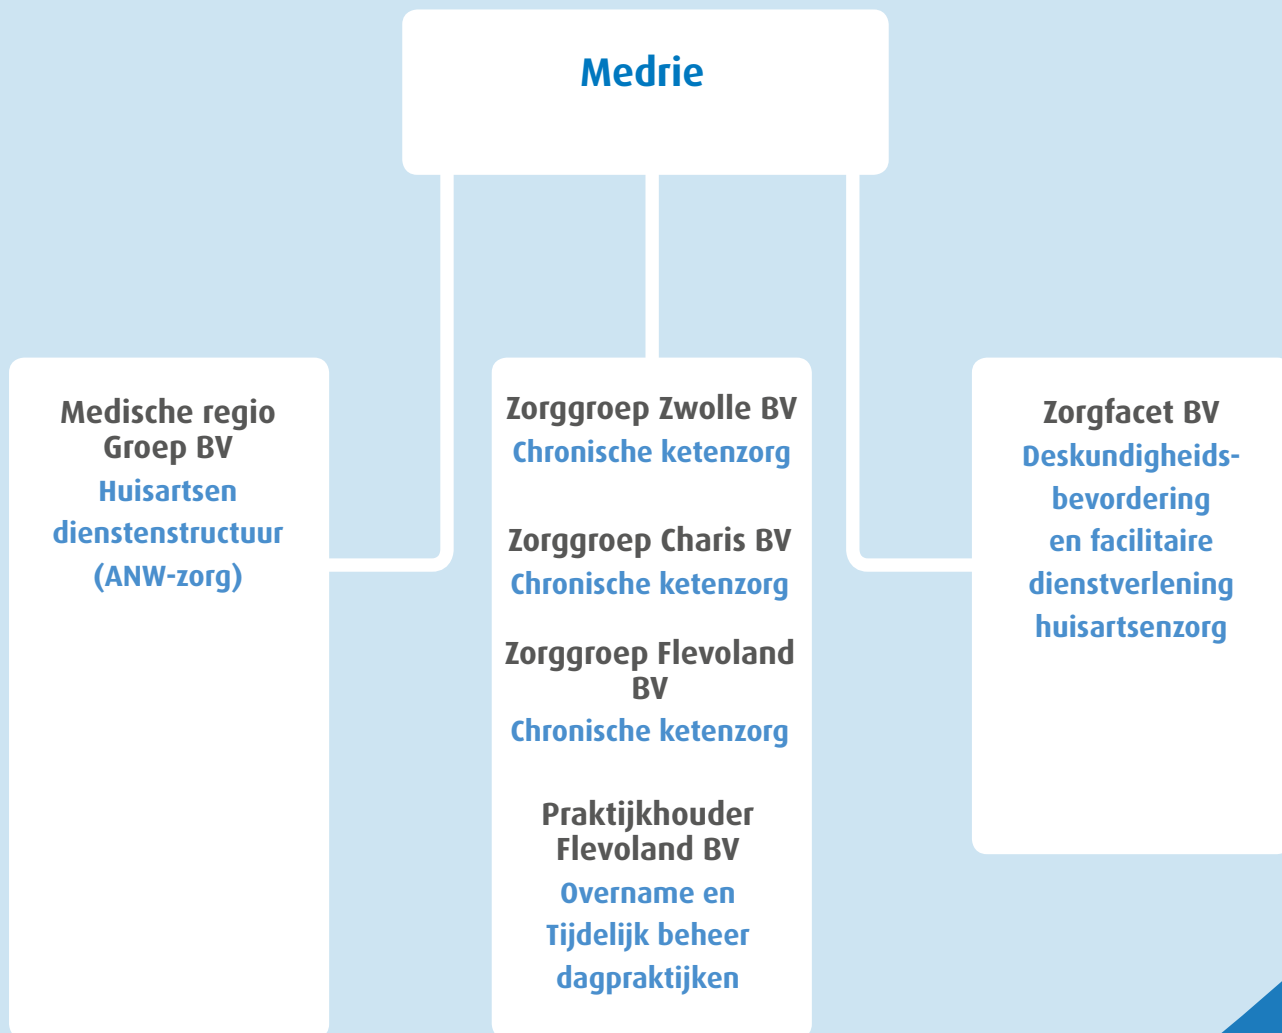 Medrie
Medische regio
Groep BV
Huisartsen
dienstenstructuur
(ANW-zorg)
Zorggroep Zwolle BV
Chronische ketenzorg
Zorggroep Charis BV
Chronische ketenzorg
Zorggroep Flevoland
BV
Chronische ketenzorg
Praktijkhouder
Flevoland BV
Overname en
Tijdelijk beheer
dagpraktijken
Zorgfacet BV
Deskundigheids-
bevordering
en facilitaire
dienstverlening
huisartsenzorg